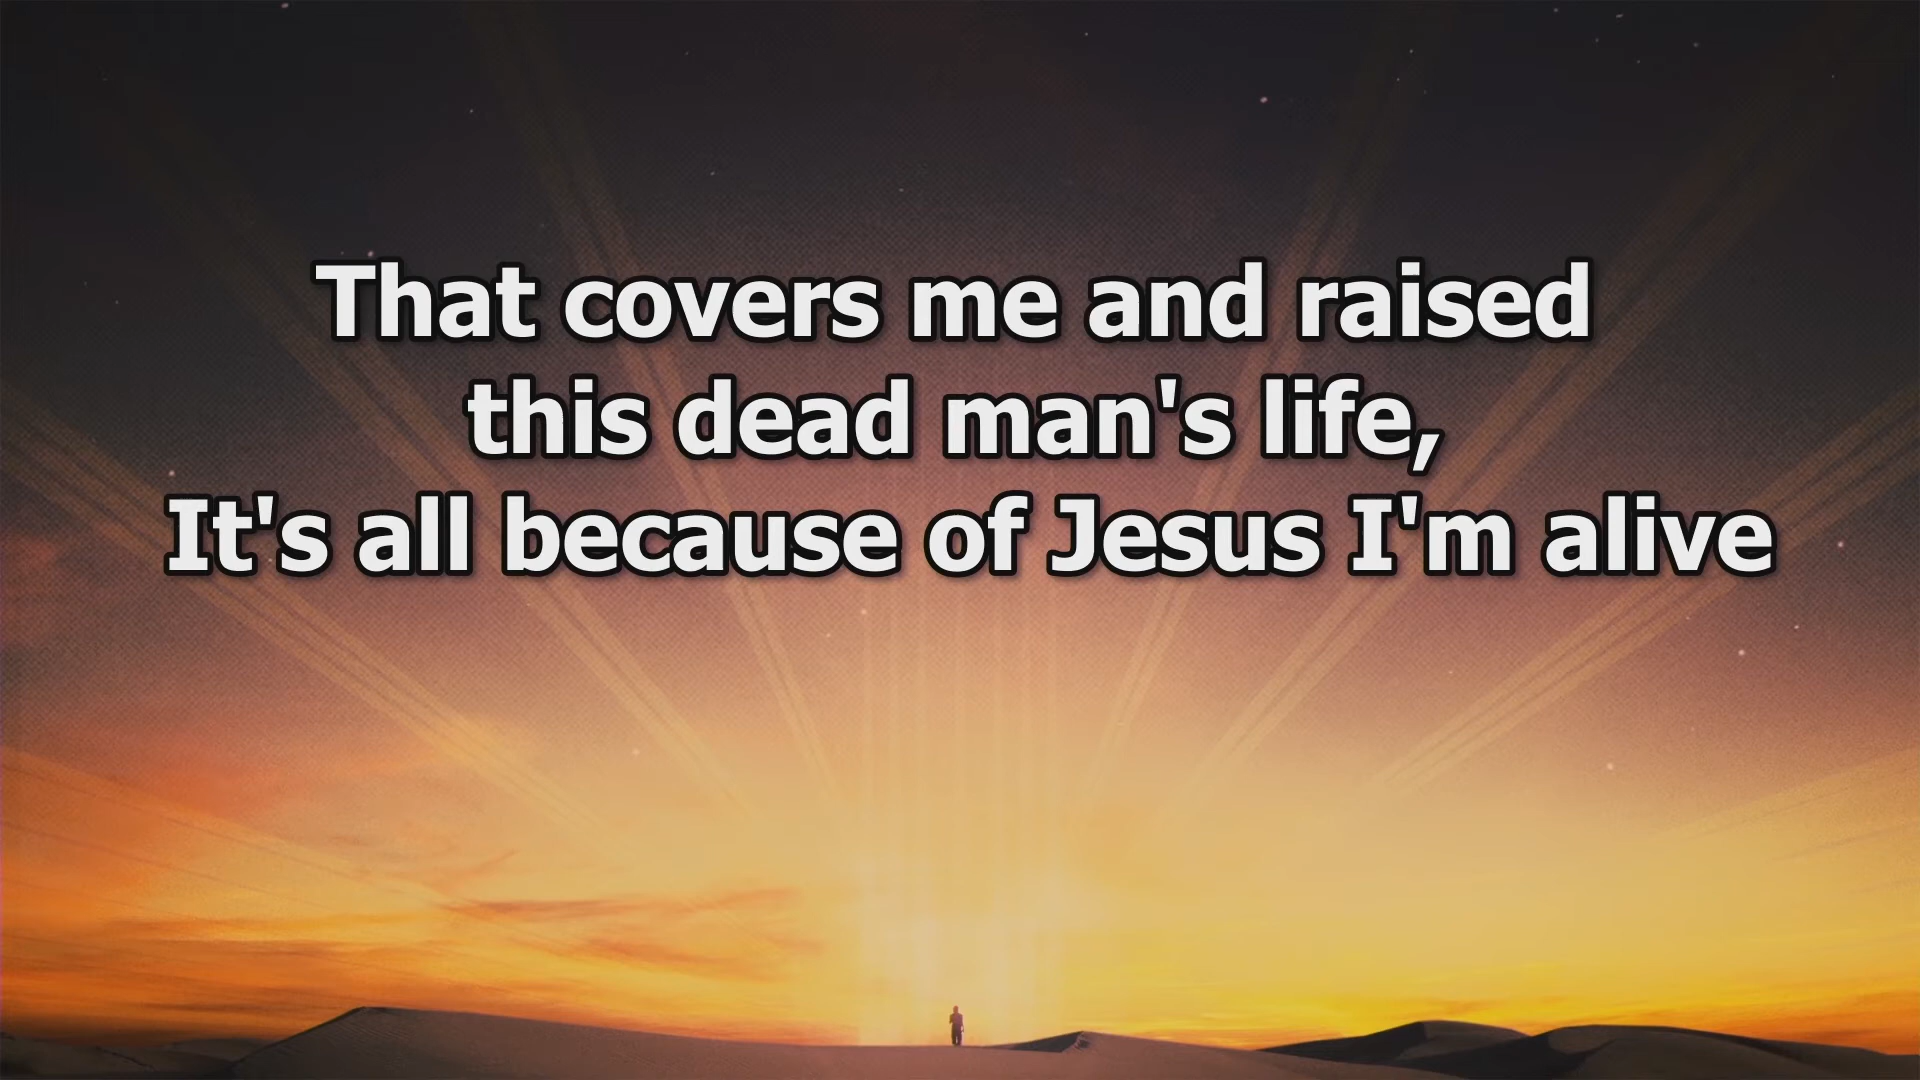 That covers me and raised
this dead man's life,
It's all because of Jesus I'm alive